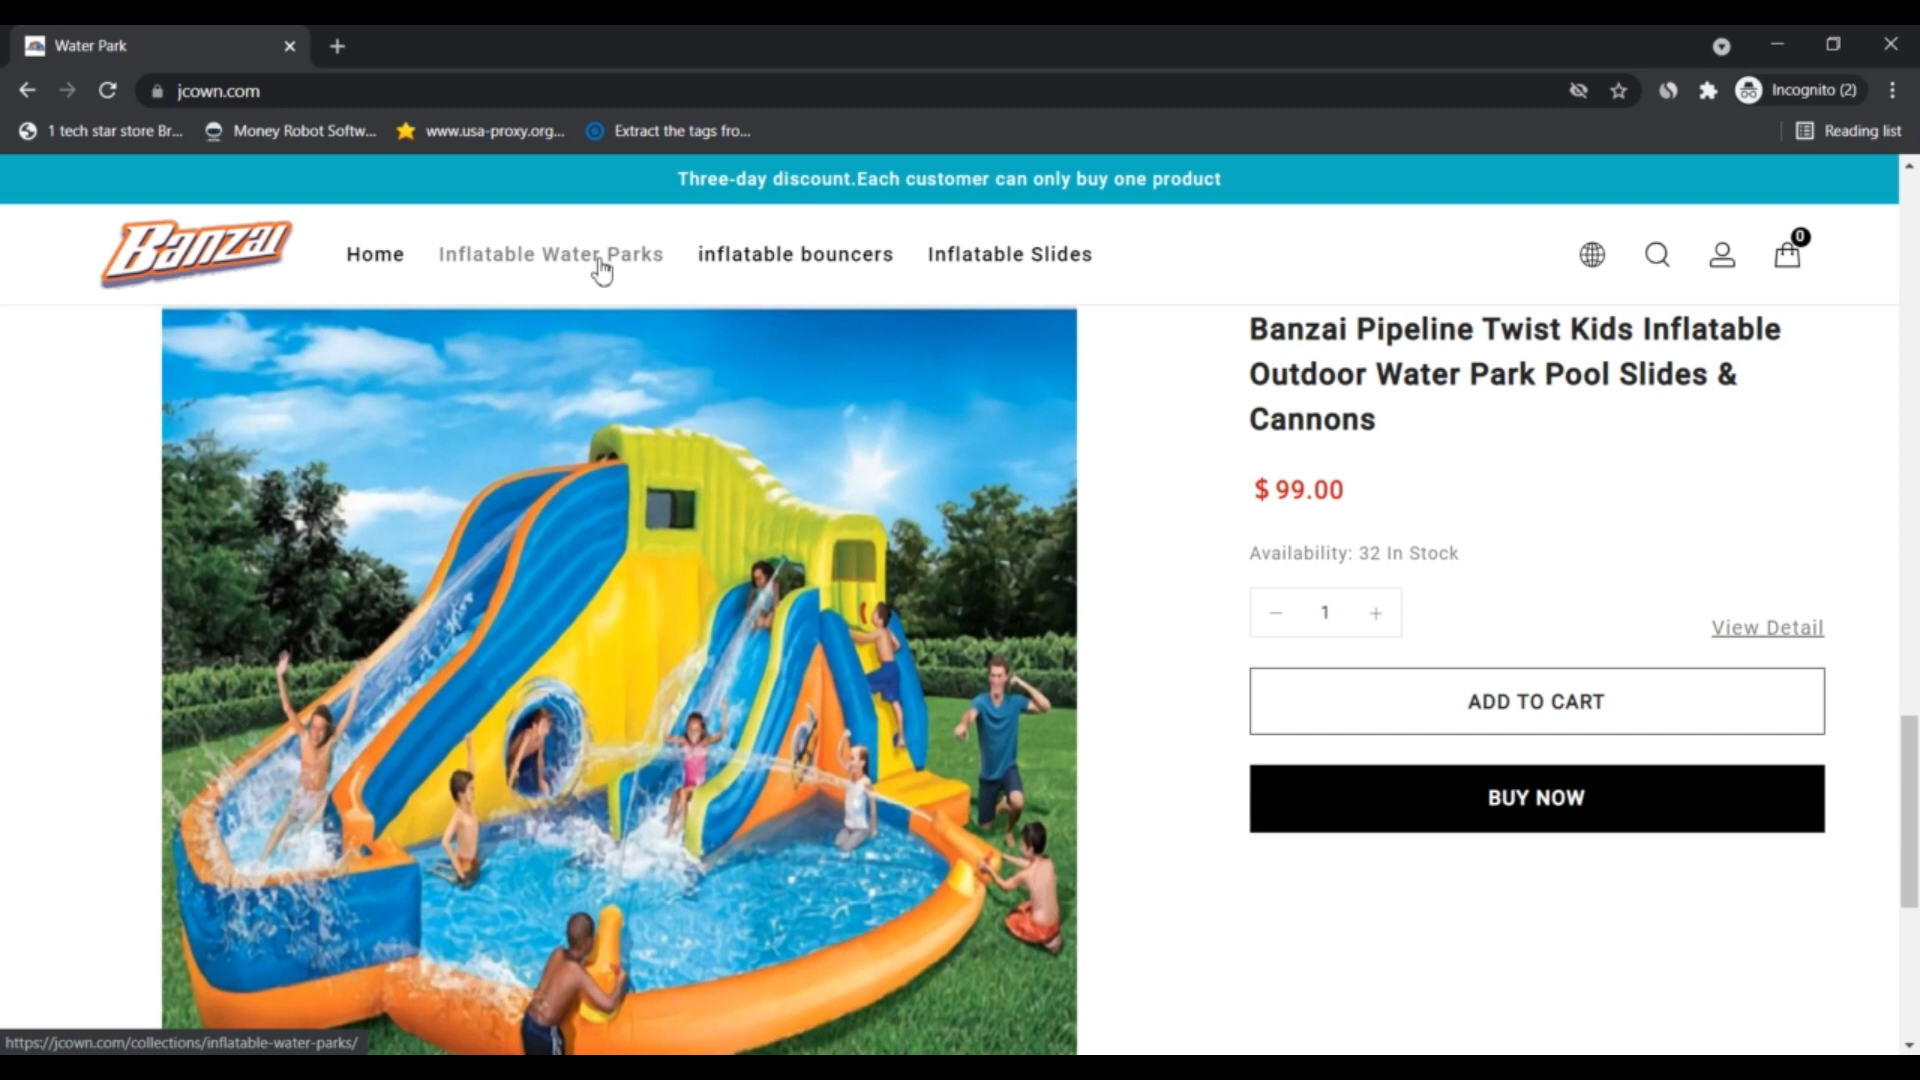 Water Park
jcown.com
Incognito (2)
1 tech star store Br...
Money Robot Softw...
www.usa-proxy.org...
Extract the tags fro...
Reading list
Three-day discount.Each customer can only buy one product
Banzai
Home
Inflatable Water Parks
inflatable bouncers
Inflatable Slides
0
Banzai Pipeline Twist Kids Inflatable
Outdoor Water Park Pool Slides &
Cannons
$ 99.00
Availability: 32 In Stock
− 1 +
View Detail
ADD TO CART
BUY NOW
https://jcown.com/collections/inflatable-water-parks/